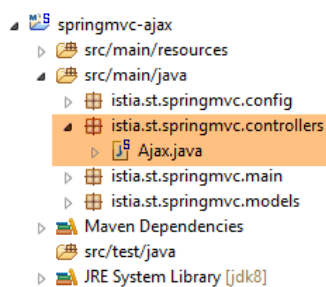 springmvc-ajax
src/main/resources
src/main/java
istia.st.springmvc.config
istia.st.springmvc.controllers
Ajax.java
istia.st.springmvc.main
istia.st.springmvc.models
Maven Dependencies
src/test/java
JRE System Library [jdk8]